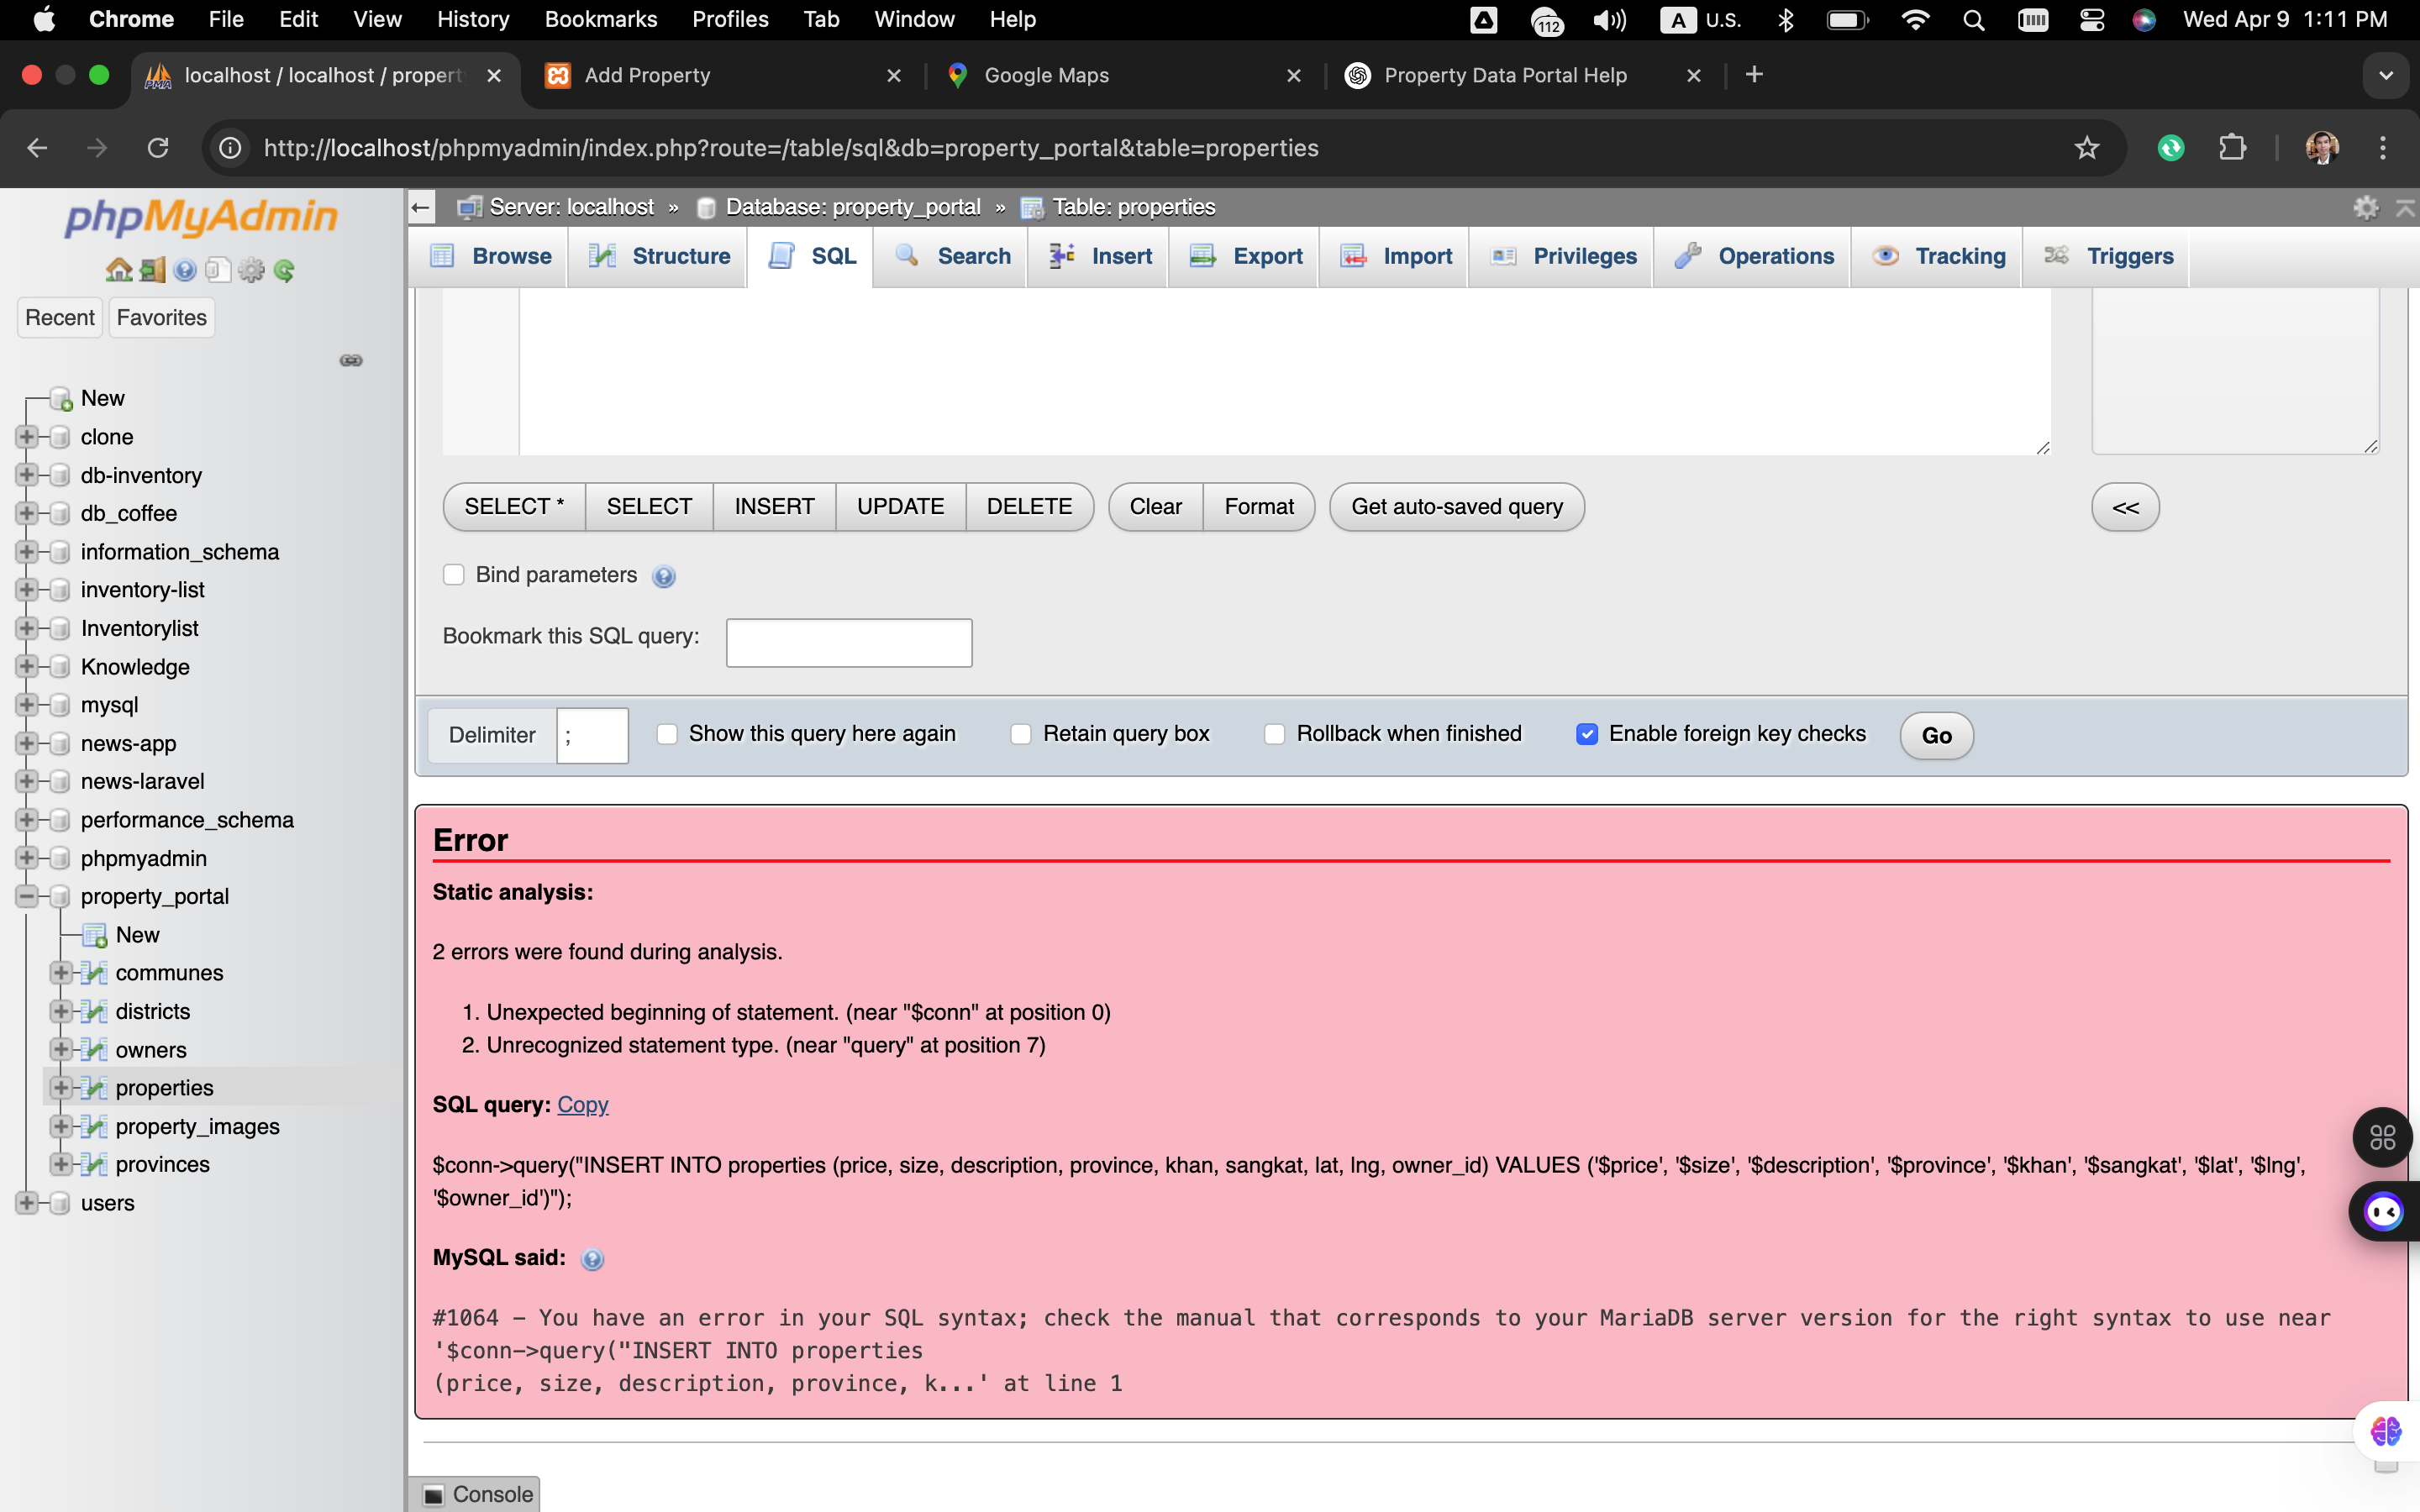 Chrome File Edit View History Bookmarks Profiles Tab Window Help 112 A U.S. Wed Apr 9 1:11 PM
localhost / localhost / propert Add Property Google Maps Property Data Portal Help
http://localhost/phpmyadmin/index.php?route=/table/sql&db=property_portal&table=properties
phpMyAdmin
Recent Favorites
New
clone
db-inventory
db_coffee
information_schema
inventory-list
Inventorylist
Knowledge
mysql
news-app
news-laravel
performance_schema
phpmyadmin
property_portal
New
communes
districts
owners
properties
property_images
provinces
users
Server: localhost » Database: property_portal » Table: properties
Browse Structure SQL Search Insert Export Import Privileges Operations Tracking Triggers
SELECT * SELECT INSERT UPDATE DELETE Clear Format Get auto-saved query <<
Bind parameters
Bookmark this SQL query:
Delimiter ; Show this query here again Retain query box Rollback when finished Enable foreign key checks Go
Error
Static analysis:
2 errors were found during analysis.
1. Unexpected beginning of statement. (near "$conn" at position 0)
2. Unrecognized statement type. (near "query" at position 7)
SQL query: Copy
$conn->query("INSERT INTO properties (price, size, description, province, khan, sangkat, lat, lng, owner_id) VALUES ('$price', '$size', '$description', '$province', '$khan', '$sangkat', '$lat', '$lng',
'$owner_id')");
MySQL said:
#1064 - You have an error in your SQL syntax; check the manual that corresponds to your MariaDB server version for the right syntax to use near
'$conn->query("INSERT INTO properties
(price, size, description, province, k...' at line 1
Console